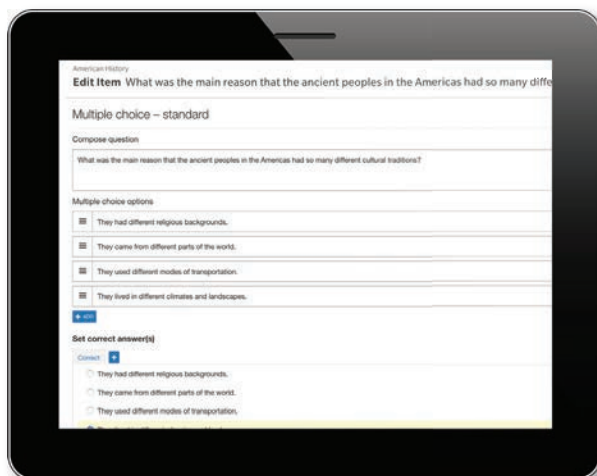 American History
Edit Item What was the main reason that the ancient peoples in the Americas had so many diffe
Multiple choice – standard
Compose question
What was the main reason that the ancient peoples in the Americas had so many different cultural traditions?
Multiple choice options
They had different religious backgrounds.
They came from different parts of the world.
They used different modes of transportation.
They lived in different climates and landscapes.
+ ADD
Set correct answer(s)
Correct +
They had different religious backgrounds.
They came from different parts of the world.
They used different modes of transportation.